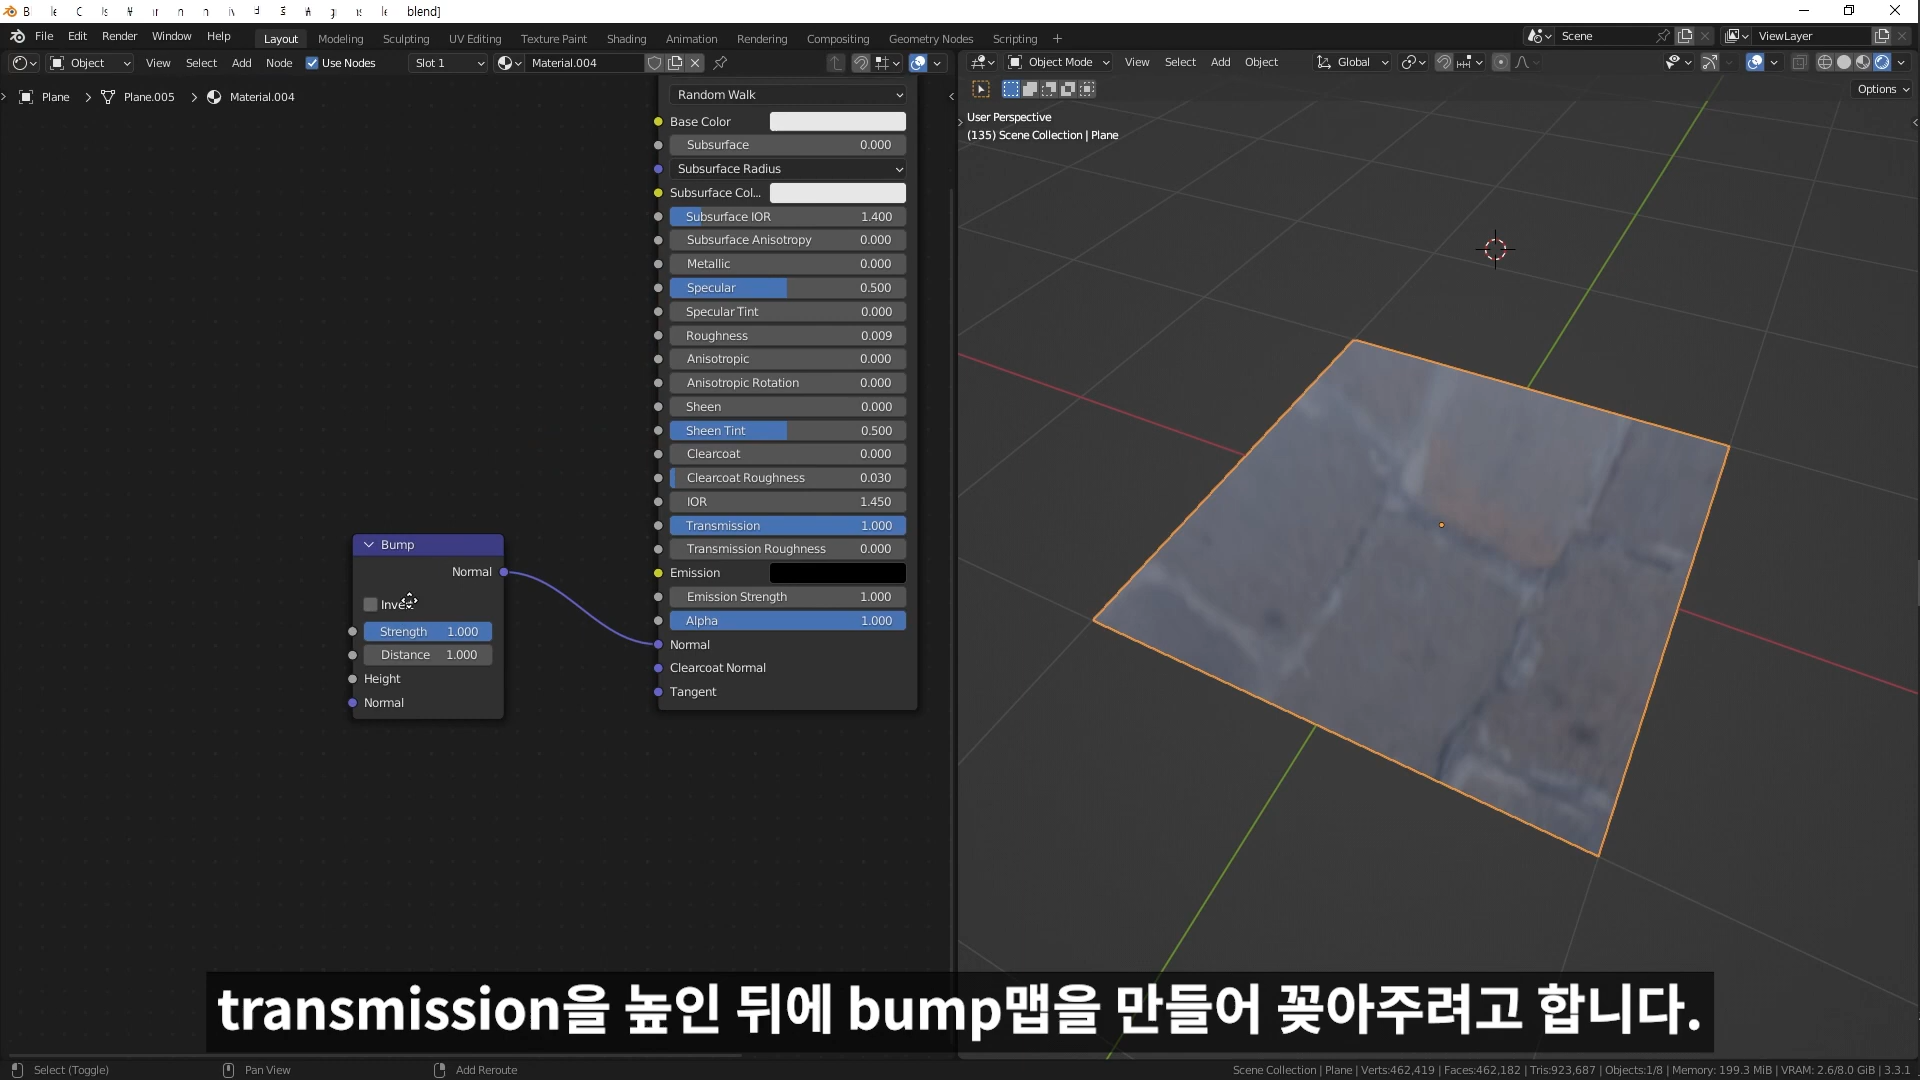 blend]
File Edit Render Window Help
Layout Modeling Sculpting UV Editing Texture Paint Shading Animation Rendering Compositing Geometry Nodes Scripting +
Scene
ViewLayer
Object View Select Add Node Use Nodes Slot 1 Material.004
Object Mode View Select Add Object Global
Options
Plane > Plane.005 > Material.004
User Perspective
(135) Scene Collection | Plane
Random Walk
Base Color
Subsurface 0.000
Subsurface Radius
Subsurface Col...
Subsurface IOR 1.400
Subsurface Anisotropy 0.000
Metallic 0.000
Specular 0.500
Specular Tint 0.000
Roughness 0.009
Anisotropic 0.000
Anisotropic Rotation 0.000
Sheen 0.000
Sheen Tint 0.500
Clearcoat 0.000
Clearcoat Roughness 0.030
IOR 1.450
Transmission 1.000
Transmission Roughness 0.000
Emission
Emission Strength 1.000
Alpha 1.000
Normal
Clearcoat Normal
Tangent
Bump
Normal
Strength 1.000
Distance 1.000
Height
Normal
transmission을 높인 뒤에 bump맵을 만들어 꽂아주려고 합니다.
Select (Toggle) Pan View Add Reroute
Scene Collection | Plane | Verts:462,419 | Faces:462,182 | Tris:923,687 | Objects:1/8 | Memory: 199.3 MiB | VRAM: 2.6/8.0 GiB | 3.3.1